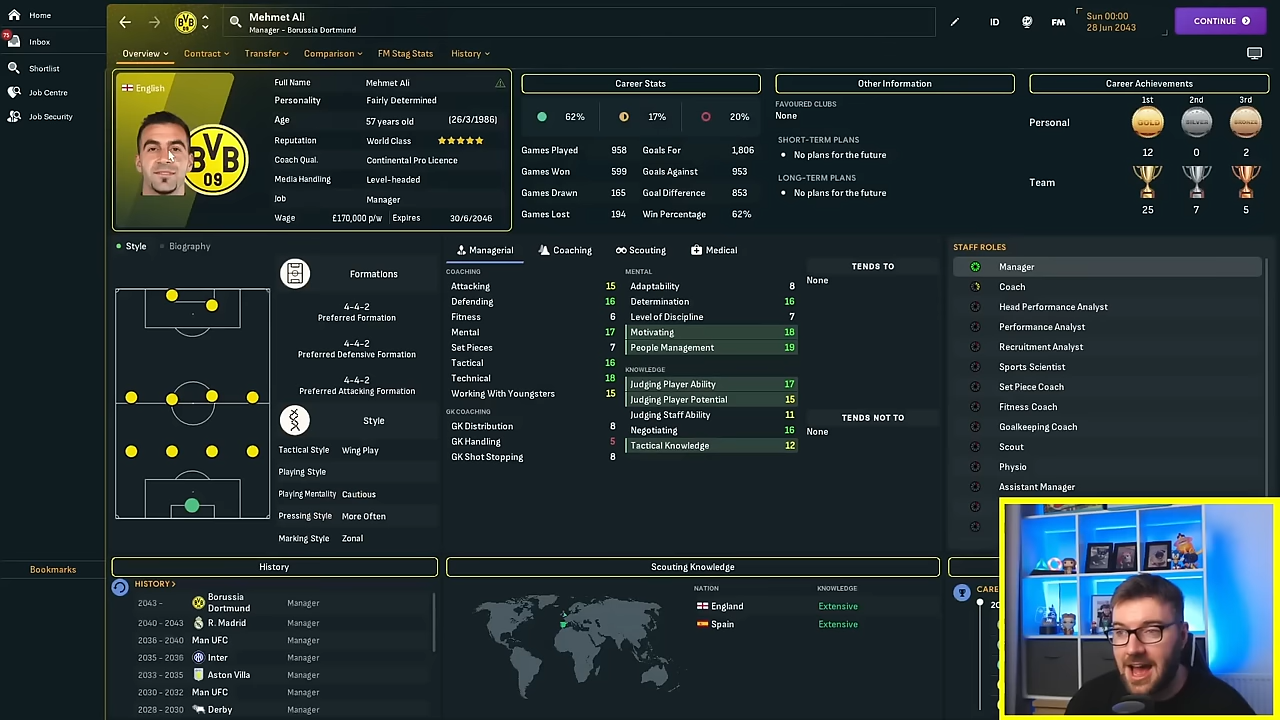 Home
75
Inbox
Shortlist
Job Centre
Job Security
Bookmarks
BVB
Mehmet Ali
Manager - Borussia Dortmund
ID
FM
Sun 00:00
28 Jun 2043
CONTINUE
Overview
Contract
Transfer
Comparison
FM Stag Stats
History
English
BVB
09
Full Name Mehmet Ali
Personality Fairly Determined
Age 57 years old (26/3/1986)
Reputation World Class
Coach Qual. Continental Pro Licence
Media Handling Level-headed
Job Manager
Wage £170,000 p/w Expires 30/6/2046
Career Stats
62% 17% 20%
Games Played 958 Goals For 1,806
Games Won 599 Goals Against 953
Games Drawn 165 Goal Difference 853
Games Lost 194 Win Percentage 62%
Other Information
FAVOURED CLUBS
None
SHORT-TERM PLANS
No plans for the future
LONG-TERM PLANS
No plans for the future
Career Achievements
1st 2nd 3rd
Personal GOLD SILVER BRONZE
12 0 2
Team
25 7 5
Style
Biography
Formations
4-4-2
Preferred Formation
4-4-2
Preferred Defensive Formation
4-4-2
Preferred Attacking Formation
Style
Tactical Style Wing Play
Playing Style
Playing Mentality Cautious
Pressing Style More Often
Marking Style Zonal
Managerial
Coaching
Scouting
Medical
COACHING
Attacking 15
Defending 16
Fitness 6
Mental 17
Set Pieces 7
Tactical 16
Technical 18
Working With Youngsters 15
GK COACHING
GK Distribution 8
GK Handling 5
GK Shot Stopping 8
MENTAL
Adaptability 8
Determination 16
Level of Discipline 7
Motivating 18
People Management 19
KNOWLEDGE
Judging Player Ability 17
Judging Player Potential 15
Judging Staff Ability 11
Negotiating 16
Tactical Knowledge 12
TENDS TO
None
TENDS NOT TO
None
STAFF ROLES
Manager
Coach
Head Performance Analyst
Performance Analyst
Recruitment Analyst
Sports Scientist
Set Piece Coach
Fitness Coach
Goalkeeping Coach
Scout
Physio
Assistant Manager
History
HISTORY
2043 - Borussia
Dortmund Manager
2040 - 2043 R. Madrid Manager
2036 - 2040 Man UFC Manager
2035 - 2036 Inter Manager
2033 - 2035 Aston Villa Manager
2030 - 2032 Man UFC Manager
2028 - 2030 Derby Manager
Scouting Knowledge
NATION KNOWLEDGE
England Extensive
Spain Extensive